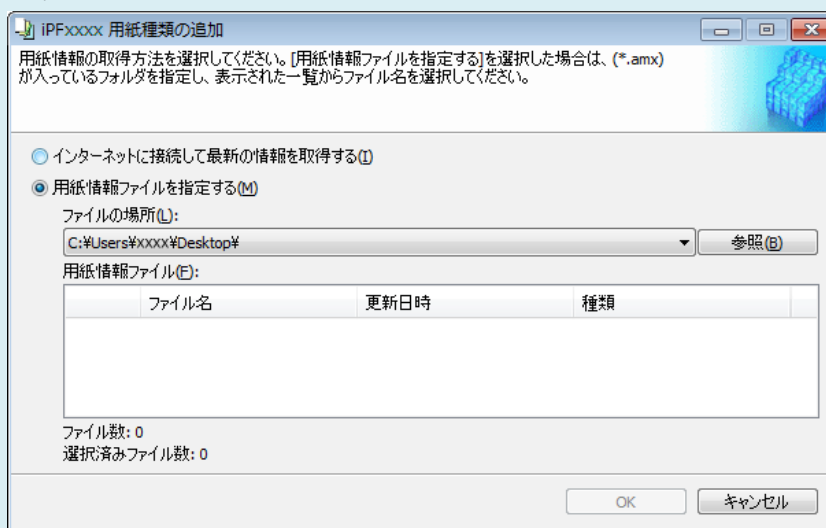 iPFxxxx 用紙種類の追加
用紙情報の取得方法を選択してください。[用紙情報ファイルを指定する]を選択した場合は、(*.amx)
が入っているフォルダを指定し、表示された一覧からファイル名を選択してください。
インターネットに接続して最新の情報を取得する(I)
用紙情報ファイルを指定する(M)
ファイルの場所(L):
C:¥Users¥xxxx¥Desktop¥ 参照(B)
用紙情報ファイル(F):
ファイル名 更新日時 種類
ファイル数: 0
選択済みファイル数: 0
OK キャンセル